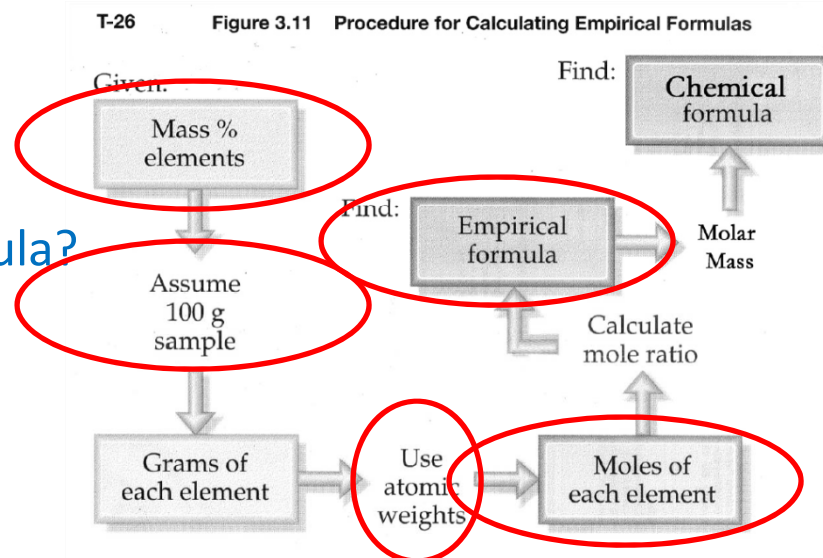 T-26 Figure 3.11 Procedure for Calculating Empirical Formulas
Given:
Mass %
elements
ula?
Assume
100 g
sample
Grams of
each element
Use
atomic
weights
Moles of
each element
Calculate
mole ratio
Find:
Empirical
formula
Molar
Mass
Find:
Chemical
formula